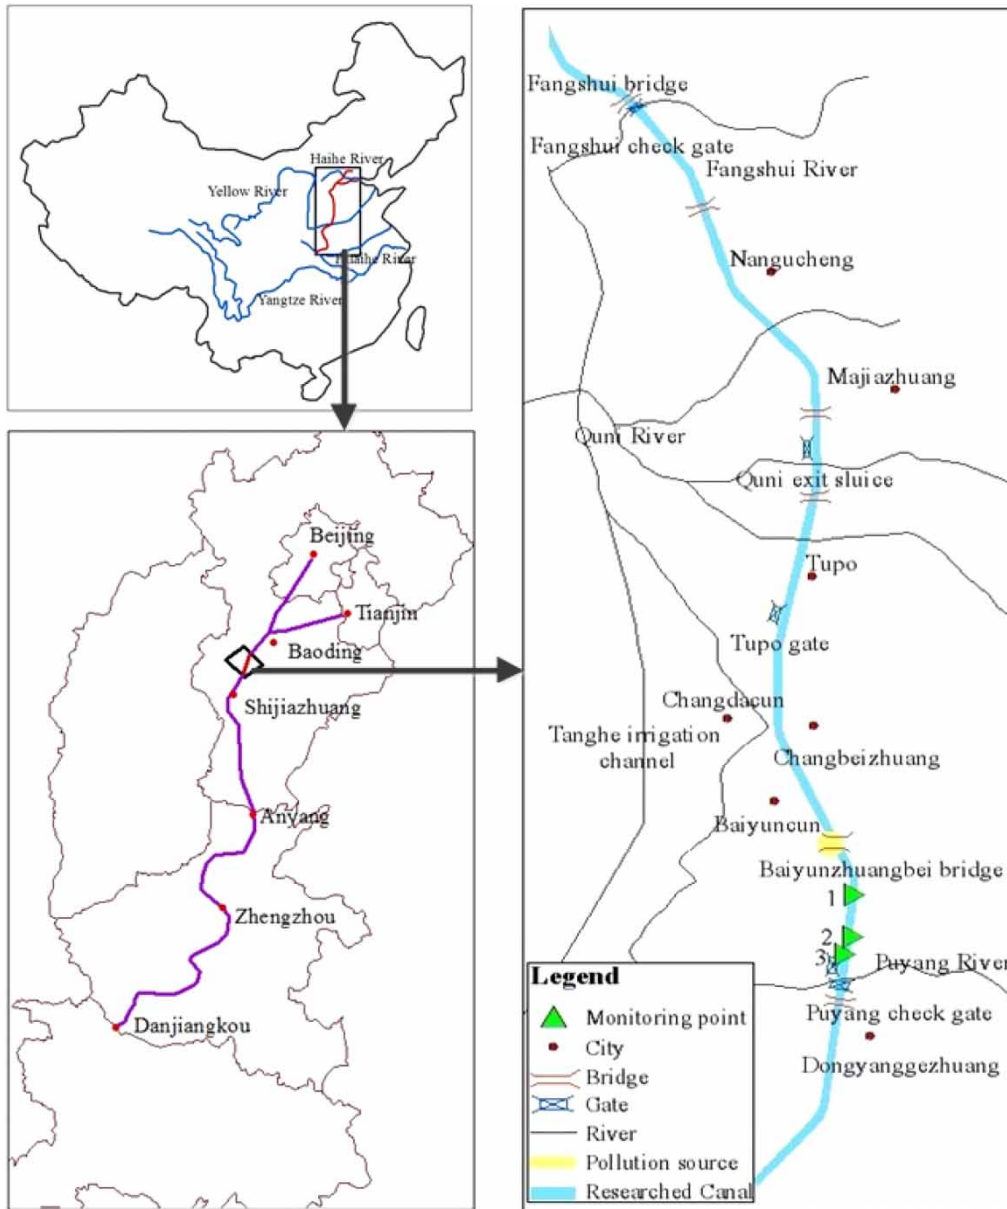 Haihe River
Yellow River
Huaihe River
Yangtze River
Beijing
Tianjin
Baoding
Shijiazhuang
Anyang
Zhengzhou
Danjiangkou
Fangshui bridge
Fangshui check gate
Fangshui River
Nangucheng
Majiazhuang
Quni River
Quni exit sluice
Tupo
Tupo gate
Changdacun
Tanghe irrigation
channel
Changbeizhuang
Baiyuncun
Baiyunzhuangbei bridge
1
2
3
Puyang River
Puyang check gate
Dongyanggezhuang
Legend
Monitoring point
City
Bridge
Gate
River
Pollution source
Researched Canal